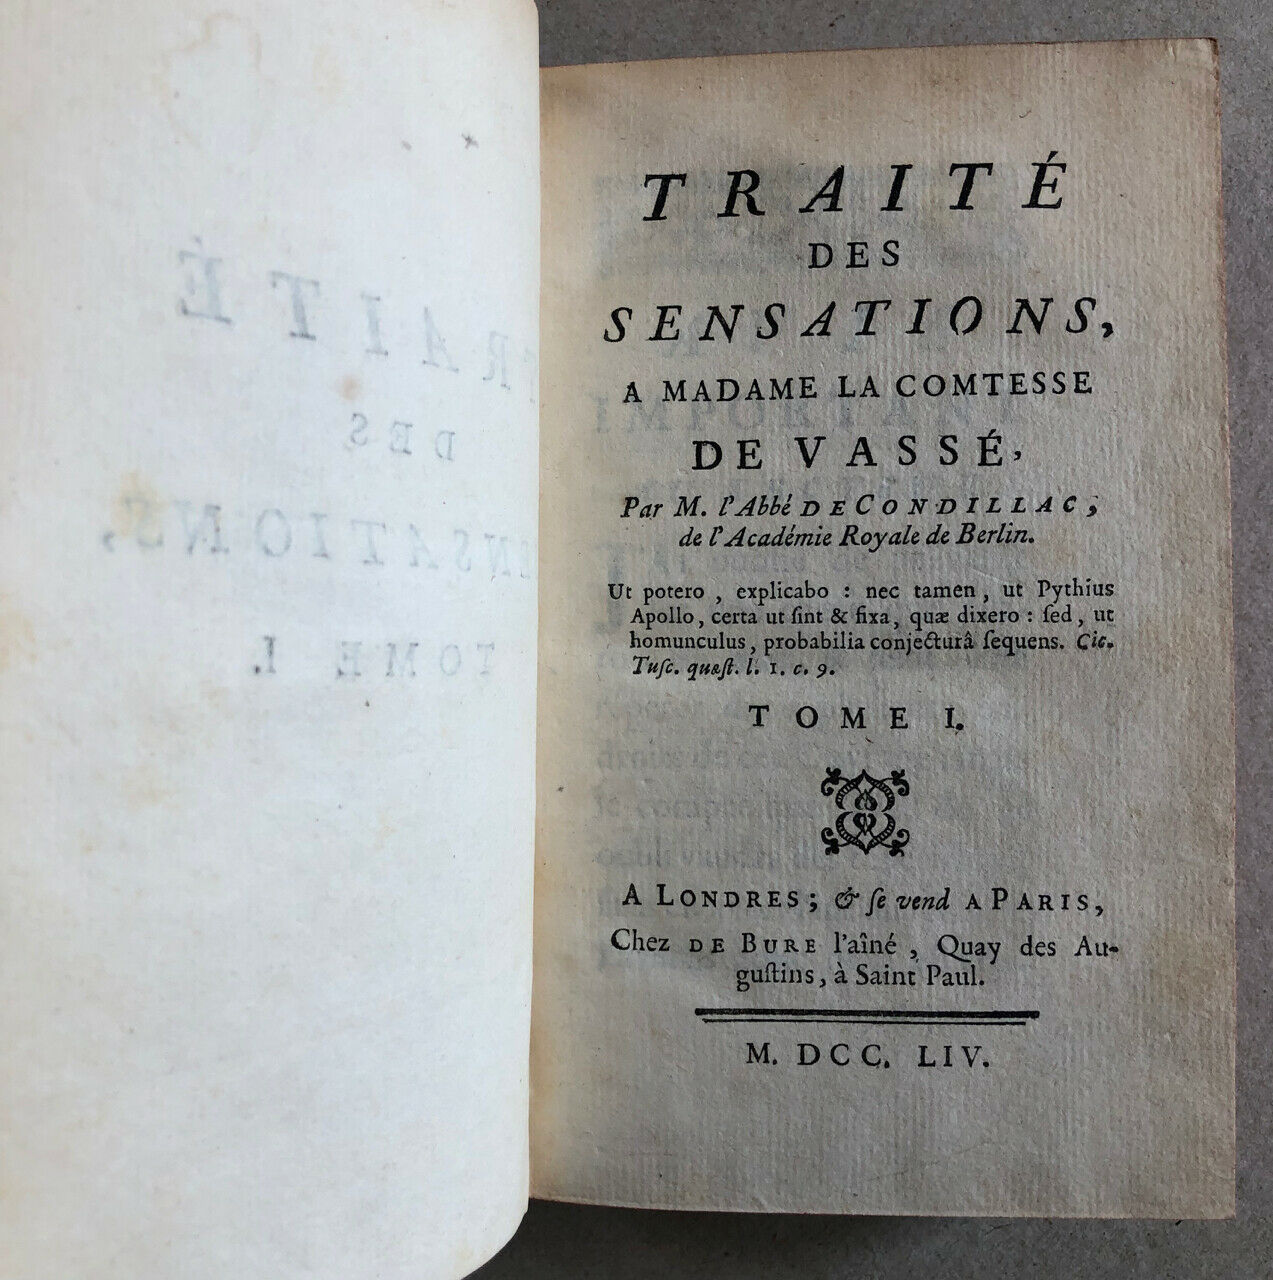 TRAITÉ
DES
SENSATIONS,
A MADAME LA COMTESSE
DE VASSÉ,
Par M. l'Abbé DE CONDILLAC,
de l'Académie Royale de Berlin.
Ut potero, explicabo : nec tamen, ut Pythius
Apollo, certa ut ſint & fixa, quæ dixero : ſed, ut
homunculus, probabilia conjecturâ ſequens. Cic.
Tuſc. quæſt. l. 1. c. 9.
TOME I.
A LONDRES; & ſe vend A PARIS,
Chez DE BURE l'aîné, Quay des Au-
guſtins, à Saint Paul.
M. DCC. LIV.